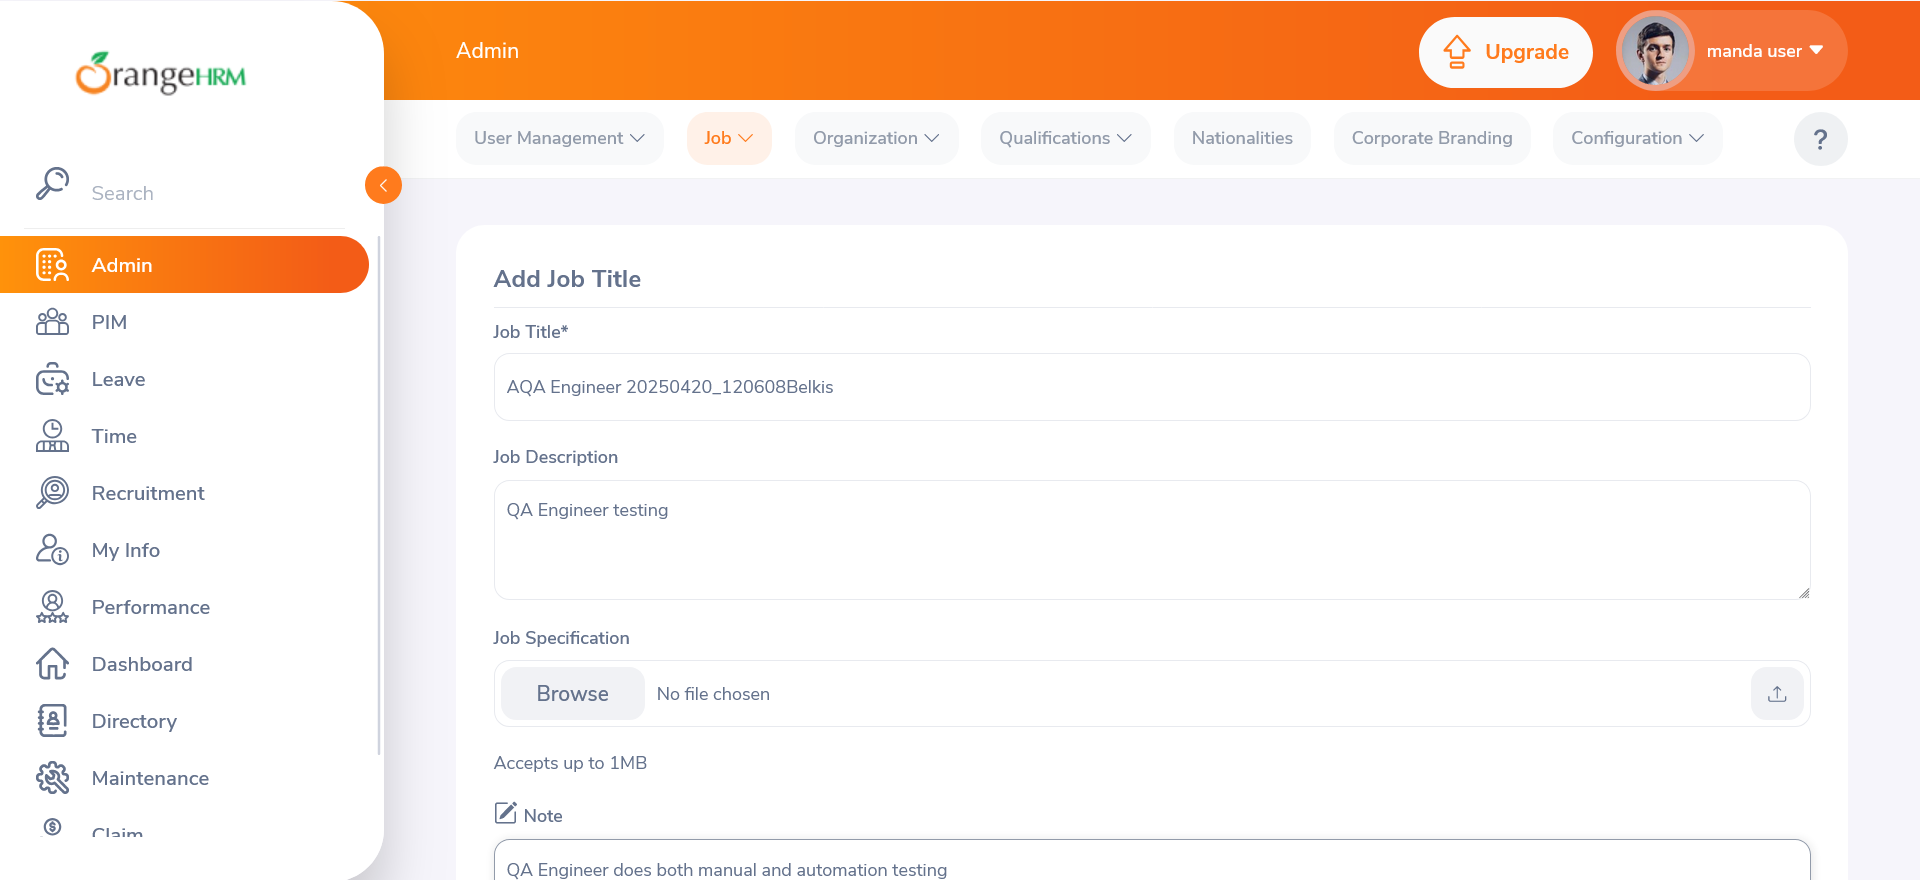 OrangeHRM
Admin
Upgrade
manda user
User Management
Job
Organization
Qualifications
Nationalities
Corporate Branding
Configuration
?
Search
Admin
PIM
Leave
Time
Recruitment
My Info
Performance
Dashboard
Directory
Maintenance
Claim
Add Job Title
Job Title*
AQA Engineer 20250420_120608Belkis
Job Description
QA Engineer testing
Job Specification
Browse
No file chosen
Accepts up to 1MB
Note
QA Engineer does both manual and automation testing